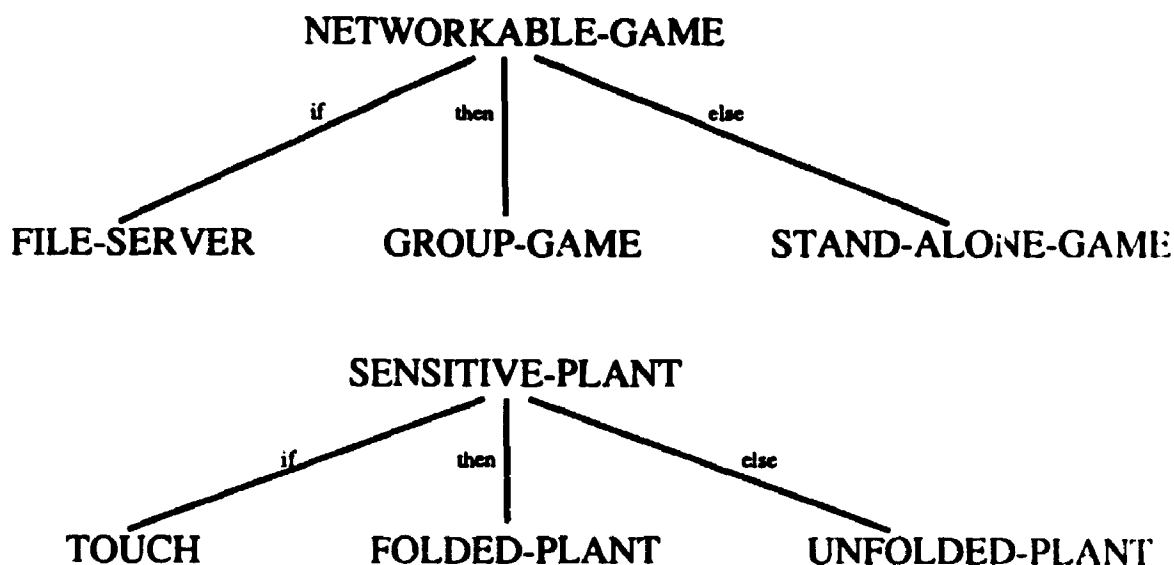 NETWORKABLE-GAME
if then else
FILE-SERVER GROUP-GAME STAND-ALONE-GAME
SENSITIVE-PLANT
if then else
TOUCH FOLDED-PLANT UNFOLDED-PLANT